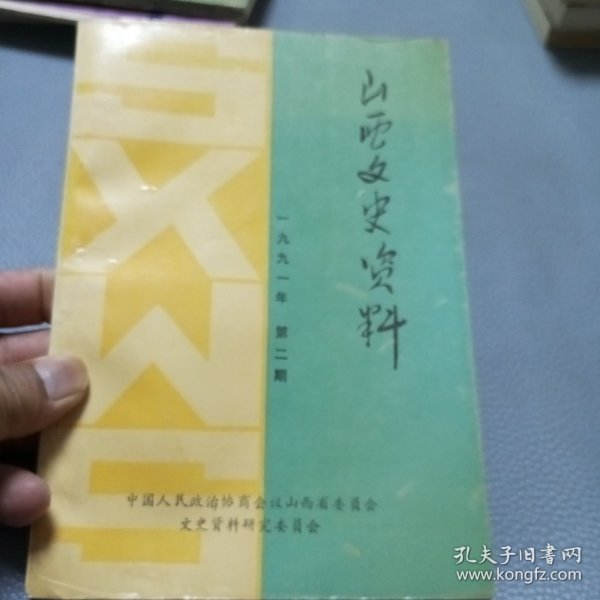 山西文史资料
一九九一年 第二期
SXWS
中国人民政治协商会议山西省委员会
文史资料研究委员会
孔夫子旧书网
www.kongfz.com